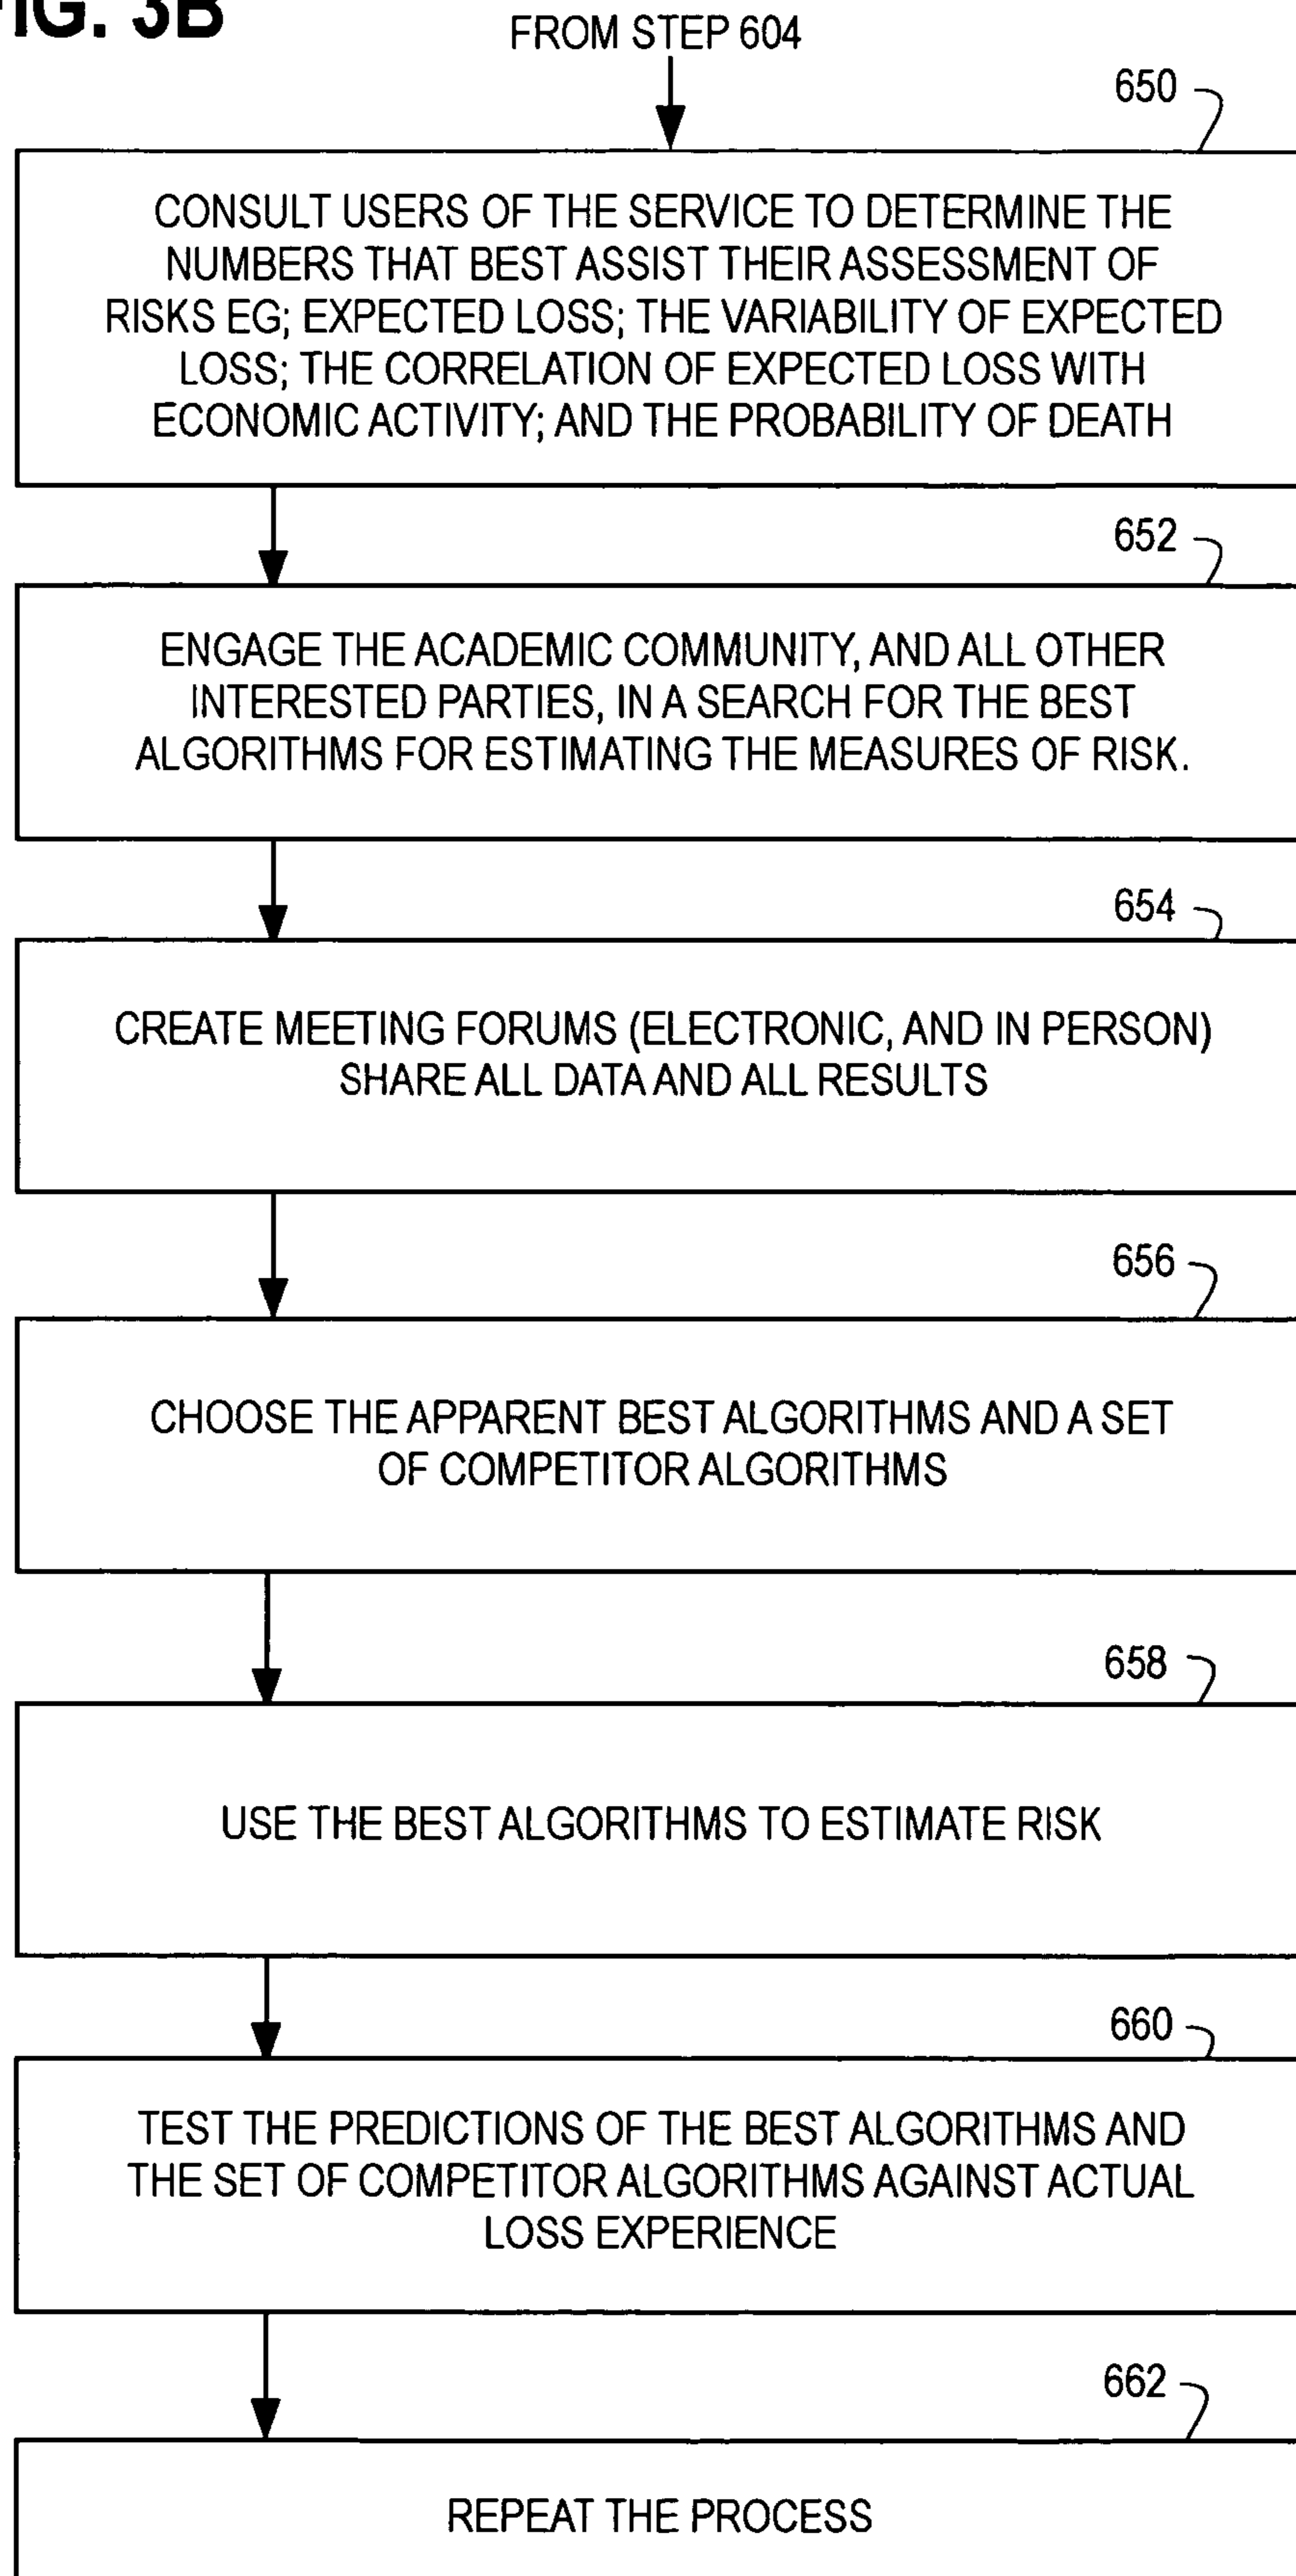 FIG. 3B
FROM STEP 604
650
CONSULT USERS OF THE SERVICE TO DETERMINE THE
NUMBERS THAT BEST ASSIST THEIR ASSESSMENT OF
RISKS EG; EXPECTED LOSS; THE VARIABILITY OF EXPECTED
LOSS; THE CORRELATION OF EXPECTED LOSS WITH
ECONOMIC ACTIVITY; AND THE PROBABILITY OF DEATH
652
ENGAGE THE ACADEMIC COMMUNITY, AND ALL OTHER
INTERESTED PARTIES, IN A SEARCH FOR THE BEST
ALGORITHMS FOR ESTIMATING THE MEASURES OF RISK.
654
CREATE MEETING FORUMS (ELECTRONIC, AND IN PERSON)
SHARE ALL DATA AND ALL RESULTS
656
CHOOSE THE APPARENT BEST ALGORITHMS AND A SET
OF COMPETITOR ALGORITHMS
658
USE THE BEST ALGORITHMS TO ESTIMATE RISK
660
TEST THE PREDICTIONS OF THE BEST ALGORITHMS AND
THE SET OF COMPETITOR ALGORITHMS AGAINST ACTUAL
LOSS EXPERIENCE
662
REPEAT THE PROCESS